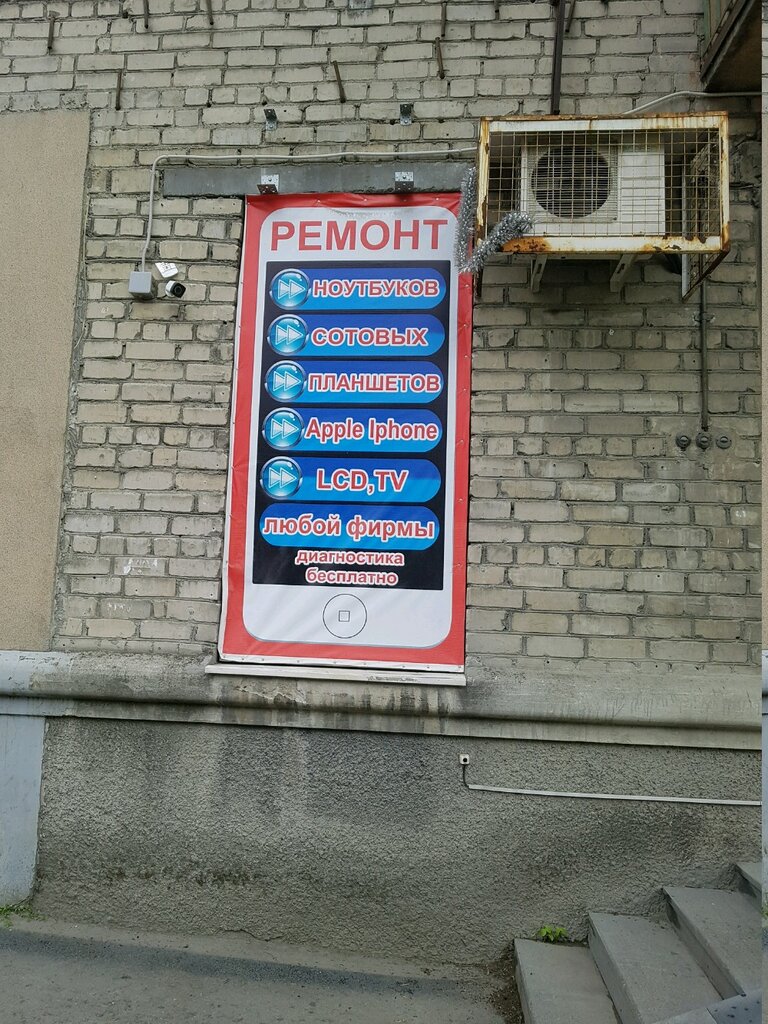 РЕМОНТ
НОУТБУКОВ
СОТОВЫХ
ПЛАНШЕТОВ
Apple Iphone
LCD,TV
любой фирмы
диагностика
бесплатно